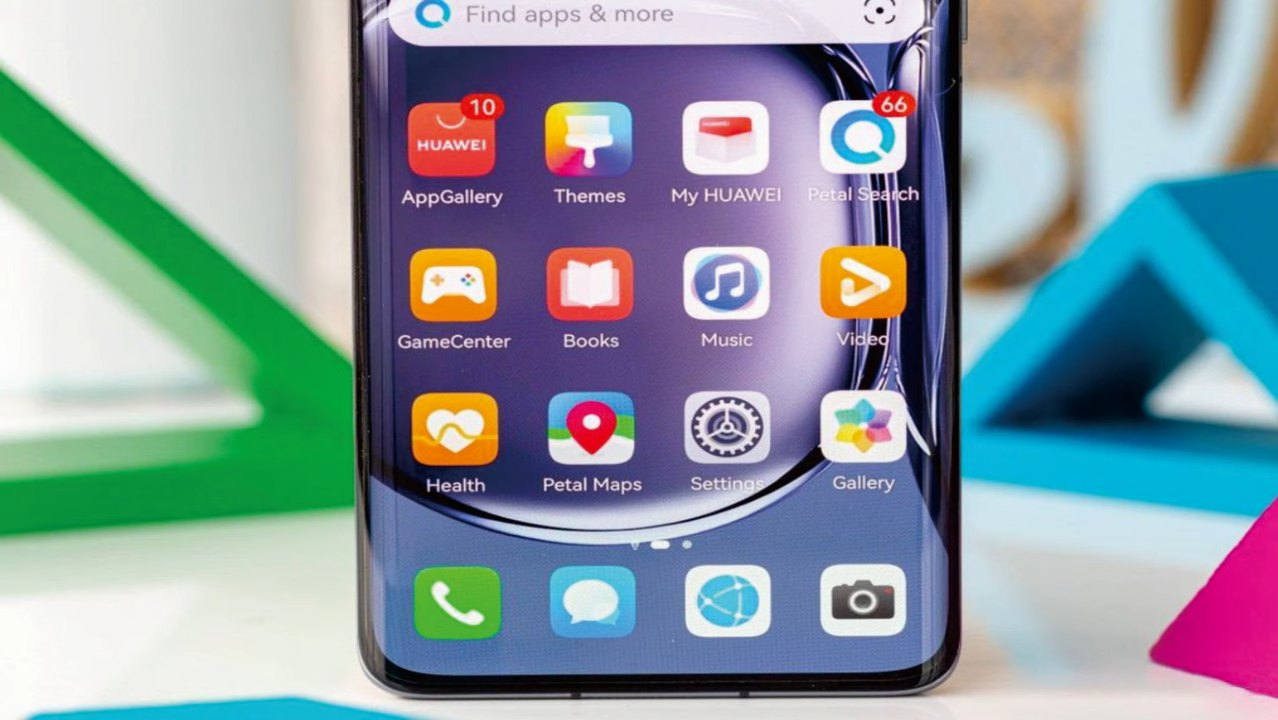 Find apps & more
10
66
HUAWEI
HUAWEI
AppGallery
Themes
My HUAWEI
Petal Search
GameCenter
Books
Music
Video
Health
Petal Maps
Settings
Gallery